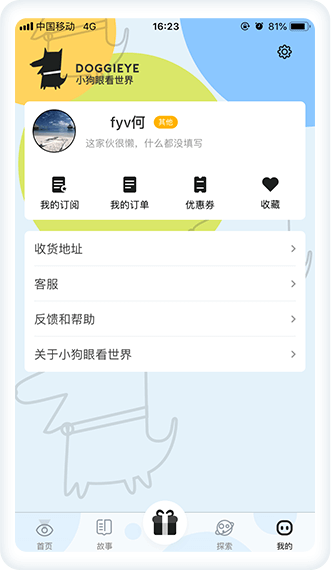 中国移动 4G 16:23 81%
DOGGIEYE
小狗眼看世界
fyv何 其他
这家伙很懒，什么都没填写
我的订阅 我的订单 优惠券 收藏
收货地址
客服
反馈和帮助
关于小狗眼看世界
首页 故事 探索 我的